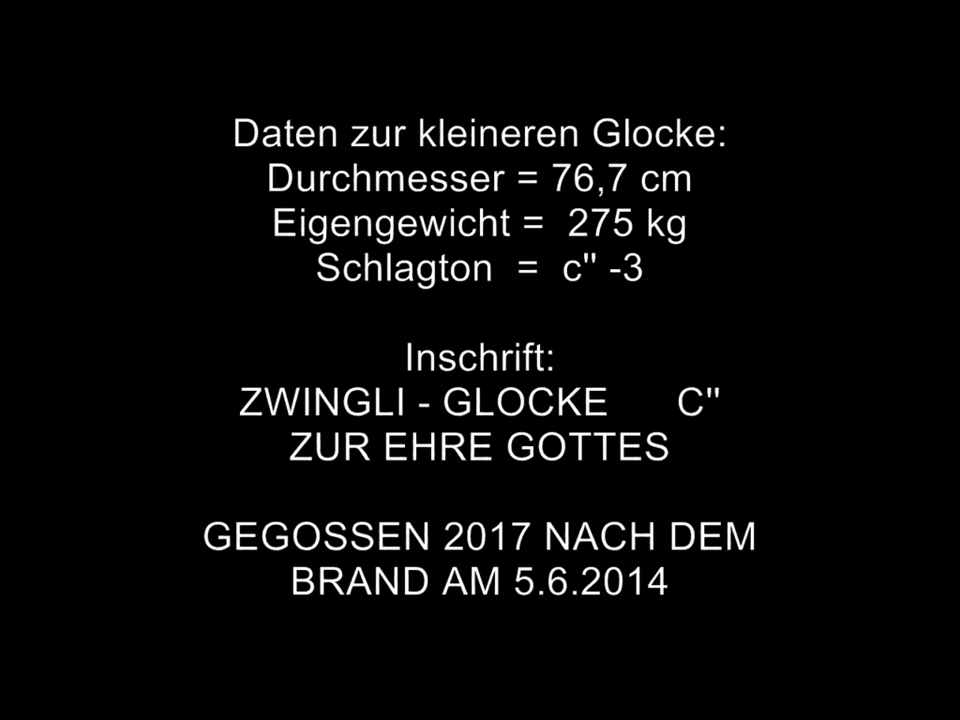 Daten zur kleineren Glocke:
Durchmesser = 76,7 cm
Eigengewicht =  275 kg
Schlagton  =  c'' -3
Inschrift:
ZWINGLI - GLOCKE      C''
ZUR EHRE GOTTES
GEGOSSEN 2017 NACH DEM
BRAND AM 5.6.2014